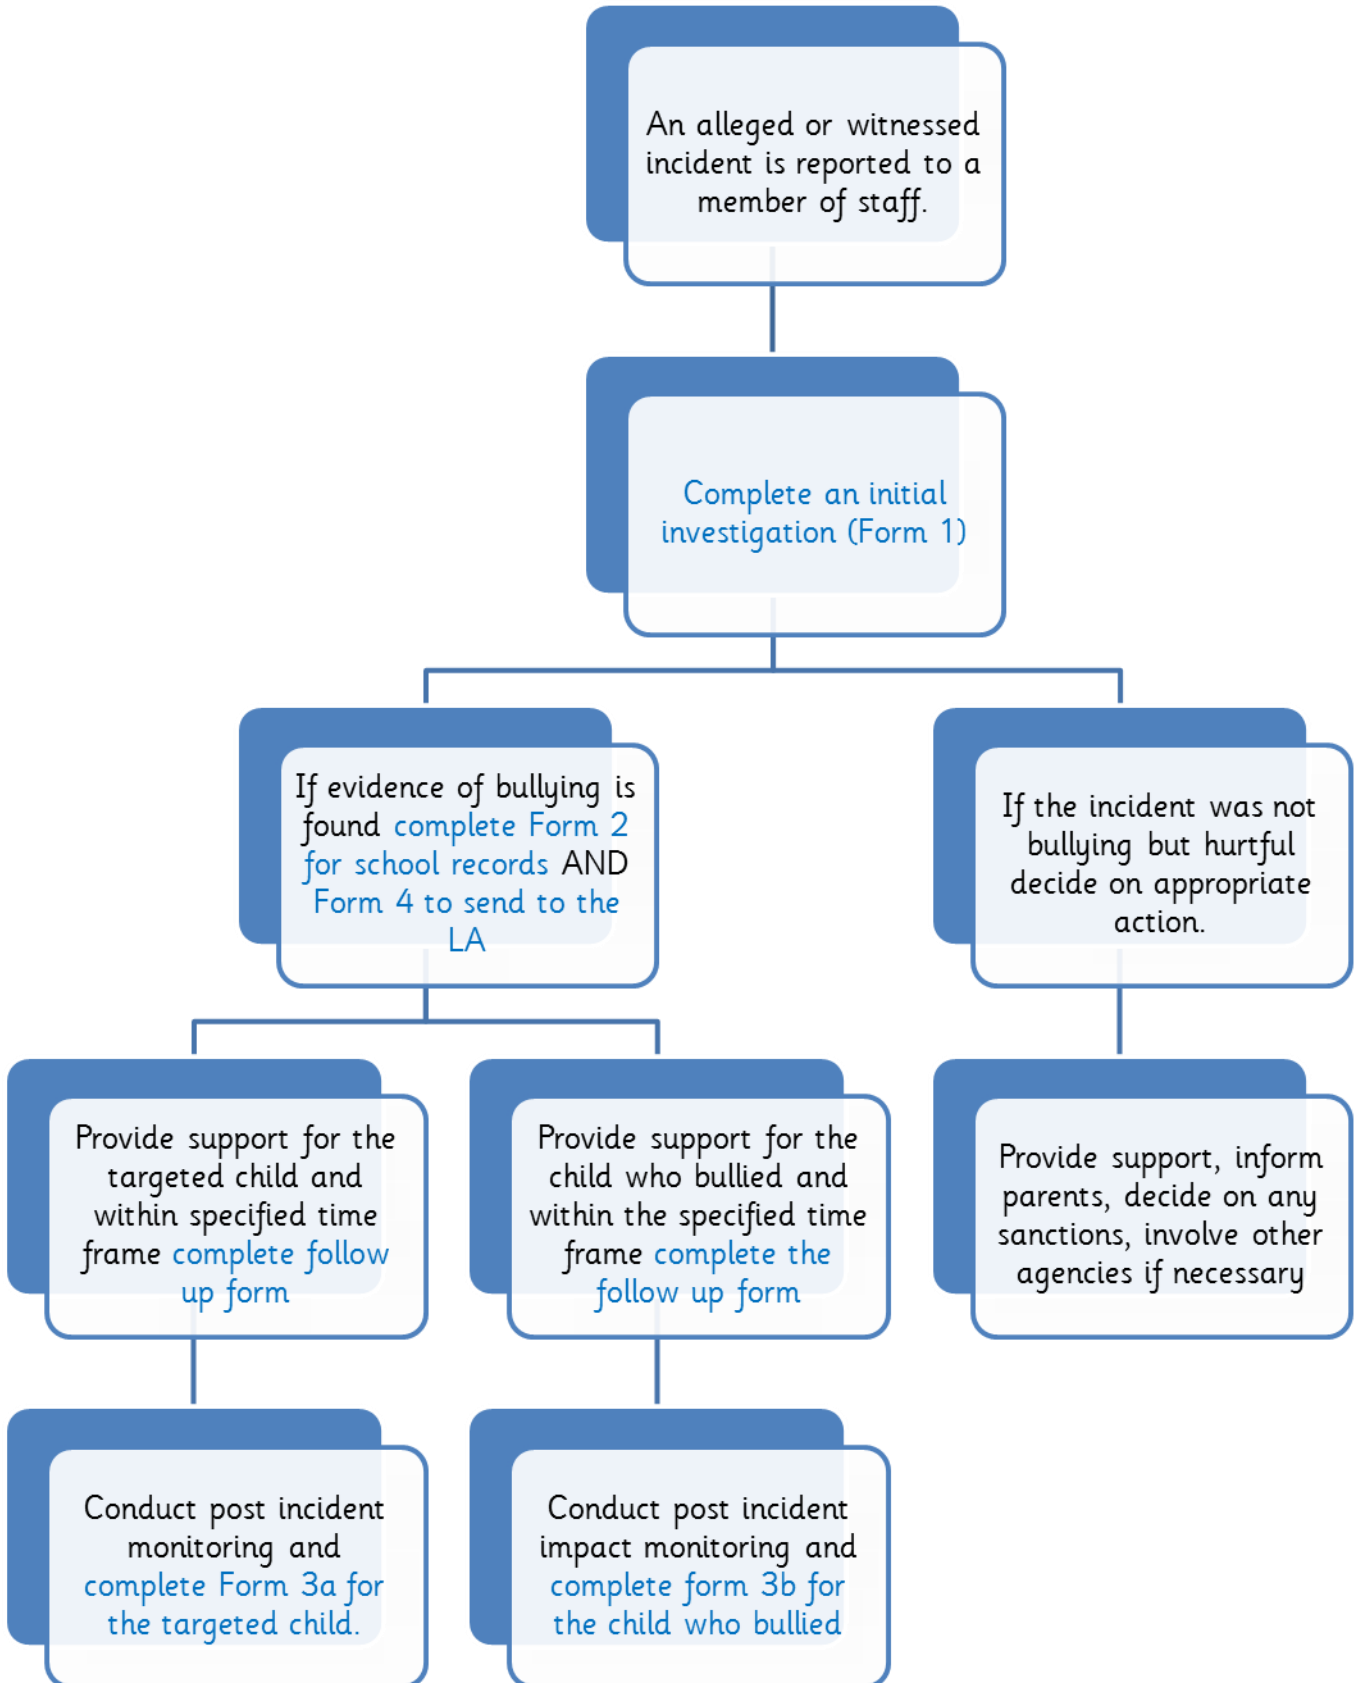 An alleged or witnessed
incident is reported to a
member of staff.
Complete an initial
investigation (Form 1)
If evidence of bullying is
found complete Form 2
for school records AND
Form 4 to send to the
LA
If the incident was not
bullying but hurtful
decide on appropriate
action.
Provide support for the
targeted child and
within specified time
frame complete follow
up form
Provide support for the
child who bullied and
within the specified time
frame complete the
follow up form
Provide support, inform
parents, decide on any
sanctions, involve other
agencies if necessary
Conduct post incident
monitoring and
complete Form 3a for
the targeted child.
Conduct post incident
impact monitoring and
complete form 3b for
the child who bullied